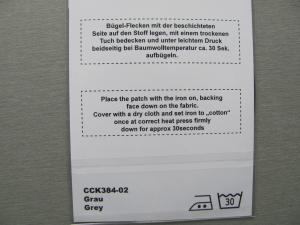 Bügel-Flecken mit der beschichteten
Seite auf den Stoff legen, mit einem trockenen
Tuch bedecken und unter leichtem Druck
beidseitig bei Baumwolltemperatur ca. 30 Sek.
aufbügeln.
Place the patch with the iron on, backing
face down on the fabric.
Cover with a dry cloth and set iron to „cotton“
once at correct heat press firmly
down for approx 30seconds
CCK384-02
Grau
Grey
30